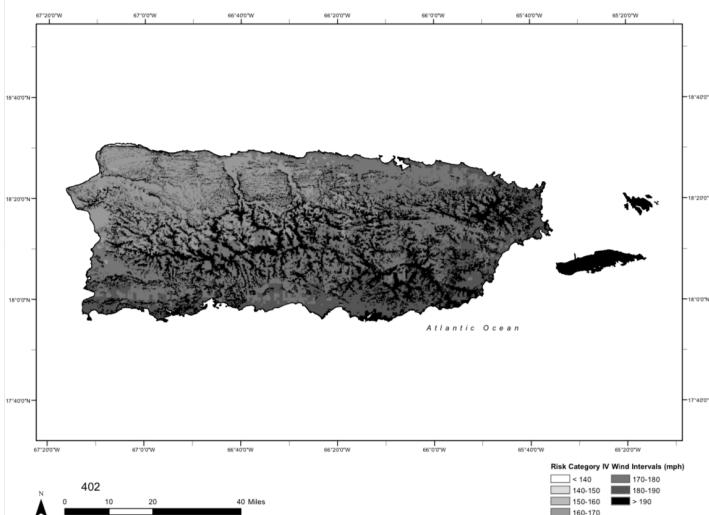 67°20'0"W 67°0'0"W 66°40'0"W 66°20'0"W 66°0'0"W 65°40'0"W 65°20'0"W
18°40'0"N 18°40'0"
18°20'0"N 18°20'0"
18°0'0"N 18°0'0"
Atlantic Ocean
17°40'0"N 17°40'0"
67°20'0"W 67°0'0"W 66°40'0"W 66°20'0"W 66°0'0"W 65°40'0"W 65°20'0"W
Risk Category IV Wind Intervals (mph)
< 140 170-180
140-150 180-190
150-160 > 190
160-170
402
N
0 10 20 40 Miles